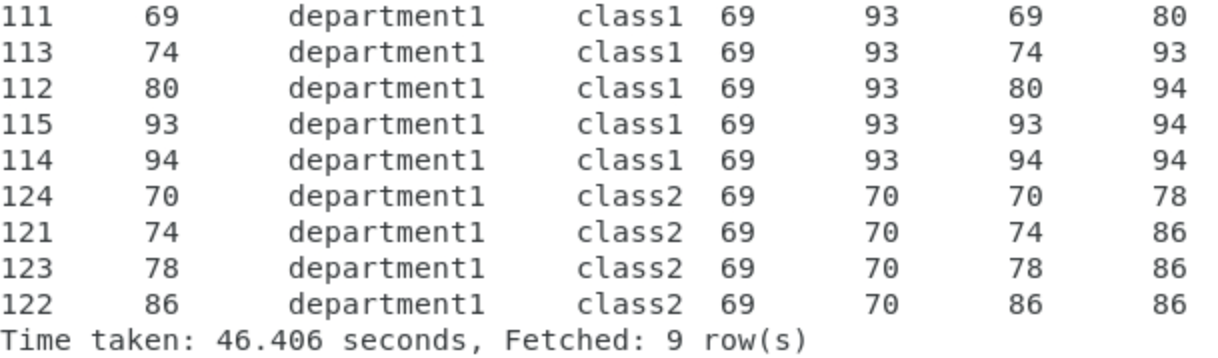 111 69 department1 class1 69 93 69 80
113 74 department1 class1 69 93 74 93
112 80 department1 class1 69 93 80 94
115 93 department1 class1 69 93 93 94
114 94 department1 class1 69 93 94 94
124 70 department1 class2 69 70 70 78
121 74 department1 class2 69 70 74 86
123 78 department1 class2 69 70 78 86
122 86 department1 class2 69 70 86 86
Time taken: 46.406 seconds, Fetched: 9 row(s)